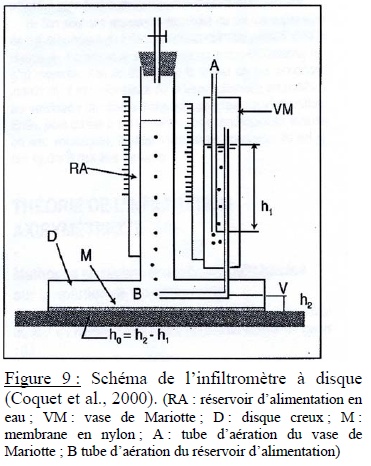 A
VM
RA
h₁
D
M
B
V
h₂
h₀ = h₂ - h₁
Figure 9 : Schéma de l'infiltromètre à disque
(Coquet et al., 2000). (RA : réservoir d'alimentation en
eau ; VM : vase de Mariotte ; D : disque creux ; M :
membrane en nylon ; A : tube d'aération du vase de
Mariotte ; B tube d'aération du réservoir d'alimentation)